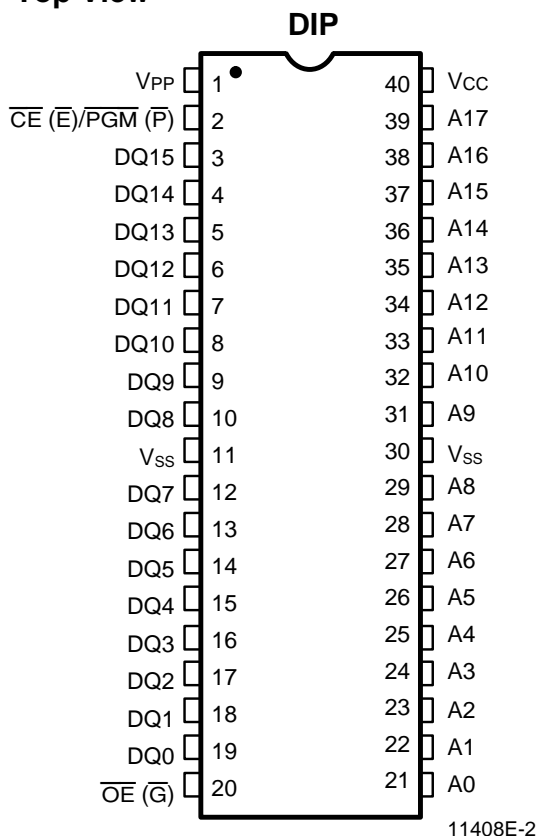 Top View
DIP
VPP 1 40 VCC
CE (E)/PGM (P) 2 39 A17
DQ15 3 38 A16
DQ14 4 37 A15
DQ13 5 36 A14
DQ12 6 35 A13
DQ11 7 34 A12
DQ10 8 33 A11
DQ9 9 32 A10
DQ8 10 31 A9
VSS 11 30 VSS
DQ7 12 29 A8
DQ6 13 28 A7
DQ5 14 27 A6
DQ4 15 26 A5
DQ3 16 25 A4
DQ2 17 24 A3
DQ1 18 23 A2
DQ0 19 22 A1
OE (G) 20 21 A0
11408E-2